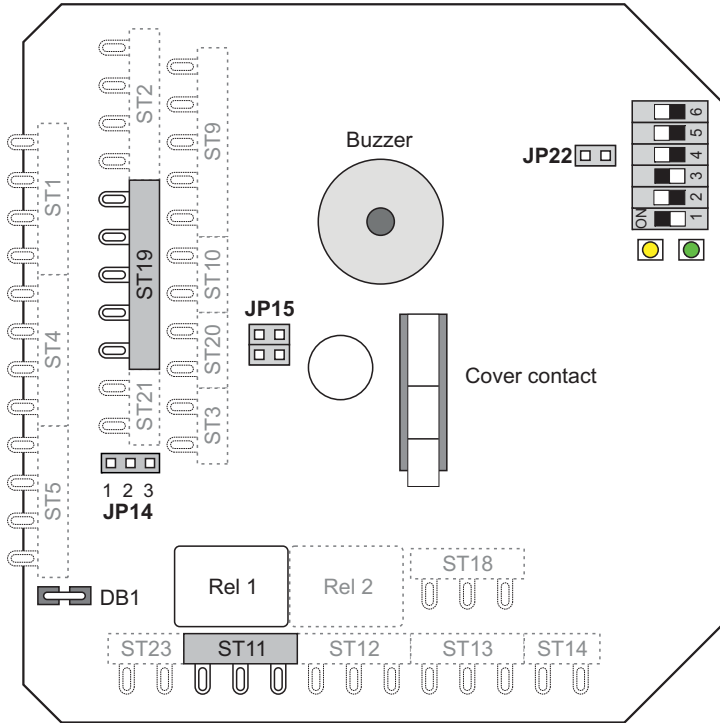 ST2
ST9
Buzzer
JP22
6
5
4
3
2
1
ON
ST1
ST19
ST10
JP15
ST4
ST20
Cover contact
ST21
ST3
ST5
1 2 3
JP14
DB1
Rel 1
Rel 2
ST18
ST23
ST11
ST12
ST13
ST14